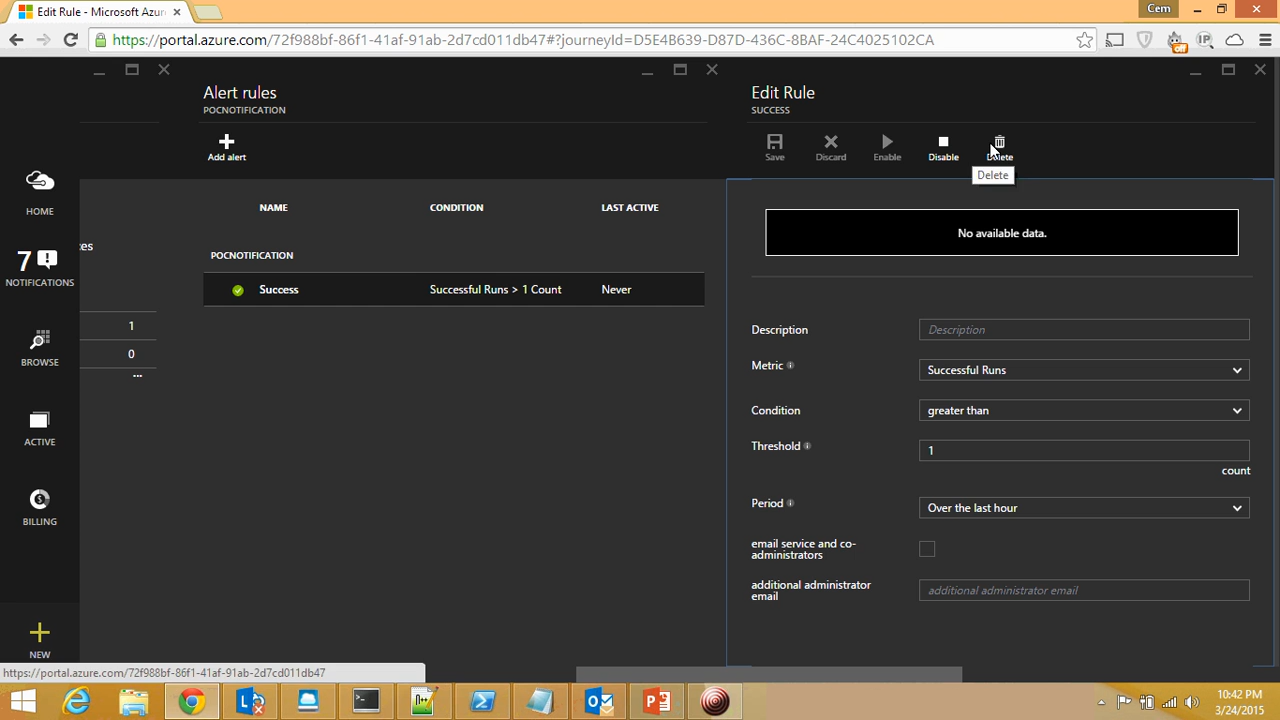 Edit Rule - Microsoft Azur
Cem
https://portal.azure.com/72f988bf-86f1-41af-91ab-2d7cd011db47#?journeyId=D5E4B639-D87D-436C-8BAF-24C4025102CA
off
IP
Alert rules
POCNOTIFICATION
Add alert
NAME CONDITION LAST ACTIVE
POCNOTIFICATION
Success Successful Runs > 1 Count Never
Edit Rule
SUCCESS
Save Discard Enable Disable Delete
Delete
No available data.
Description Description
Metric Successful Runs
Condition greater than
Threshold 1
count
Period Over the last hour
email service and co-
administrators
additional administrator
email
additional administrator email
HOME
7
NOTIFICATIONS
BROWSE
ACTIVE
BILLING
NEW
ces
1
0
...
https://portal.azure.com/72f988bf-86f1-41af-91ab-2d7cd011db47
10:42 PM
3/24/2015